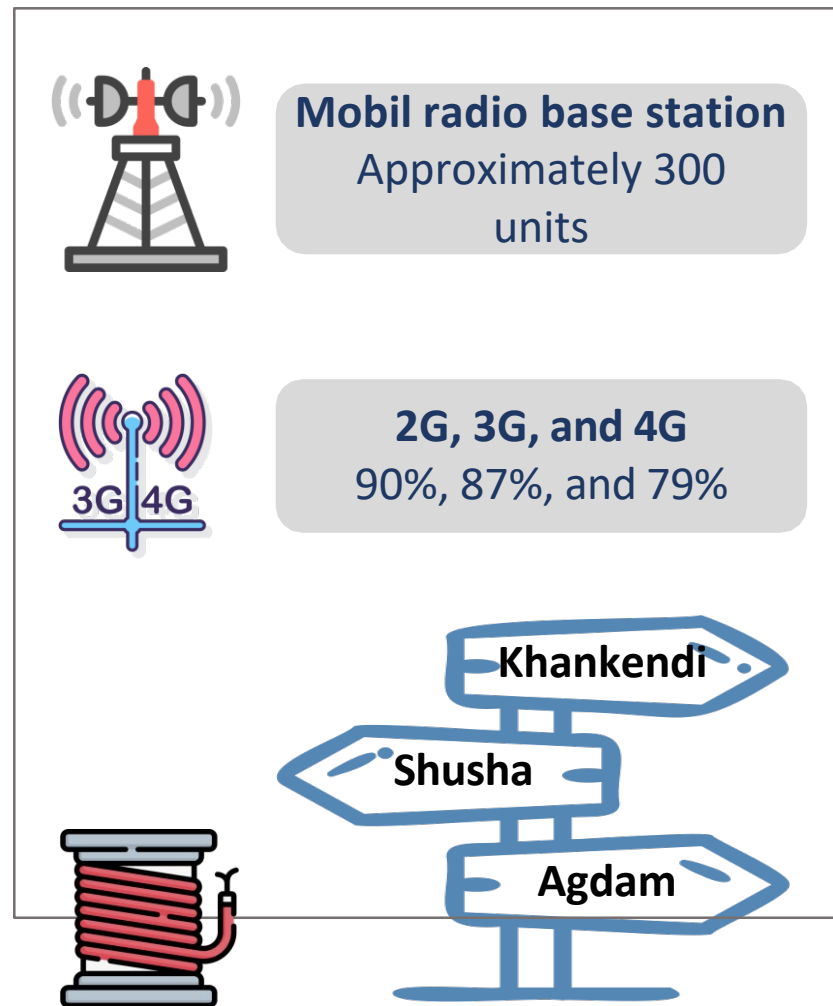 Mobil radio base station
Approximately 300
units
2G, 3G, and 4G
90%, 87%, and 79%
3G 4G
Khankendi
Shusha
Agdam